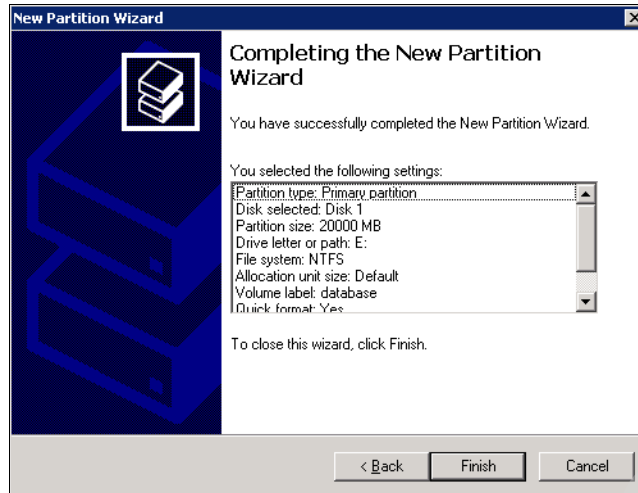 New Partition Wizard
Completing the New Partition
Wizard
You have successfully completed the New Partition Wizard.
You selected the following settings:
Partition type: Primary partition
Disk selected: Disk 1
Partition size: 20000 MB
Drive letter or path: E:
File system: NTFS
Allocation unit size: Default
Volume label: database
Quick format: Yes
To close this wizard, click Finish.
< Back
Finish
Cancel